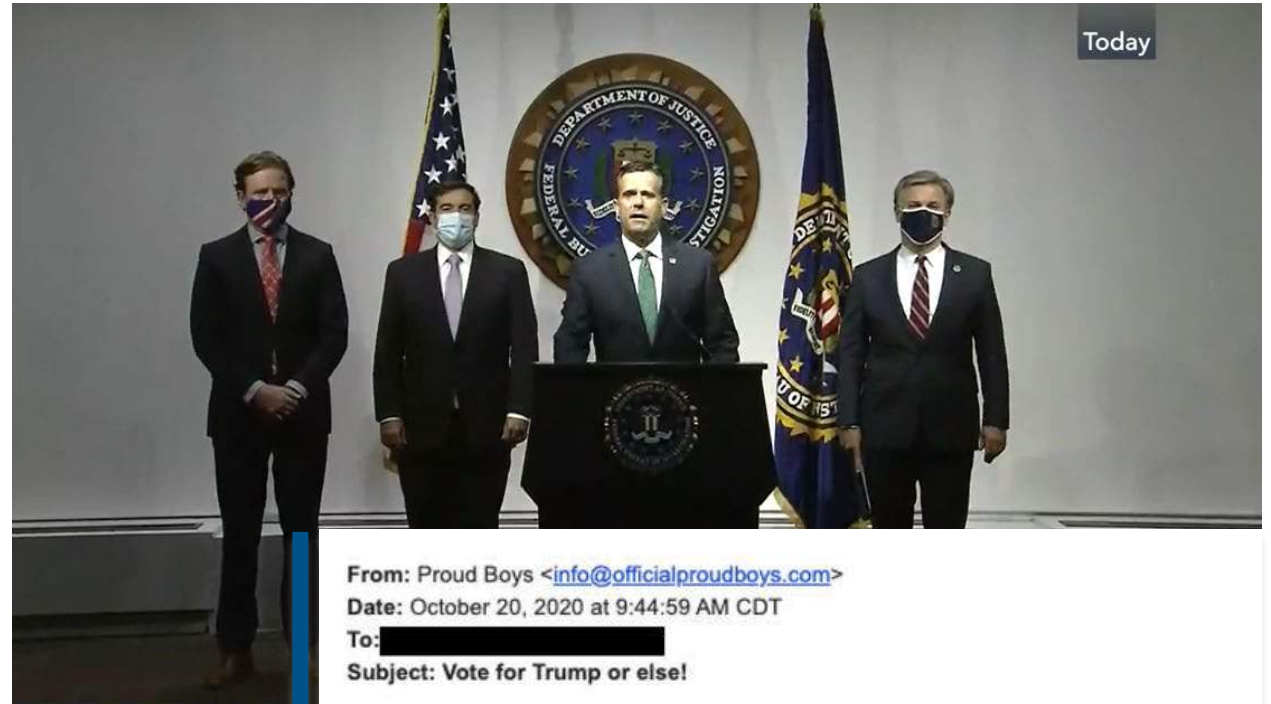 Today
DEPARTMENT OF JUSTICE
FEDERAL BU
STIGATION
From: Proud Boys <info@officialproudboys.com>
Date: October 20, 2020 at 9:44:59 AM CDT
To:
Subject: Vote for Trump or else!